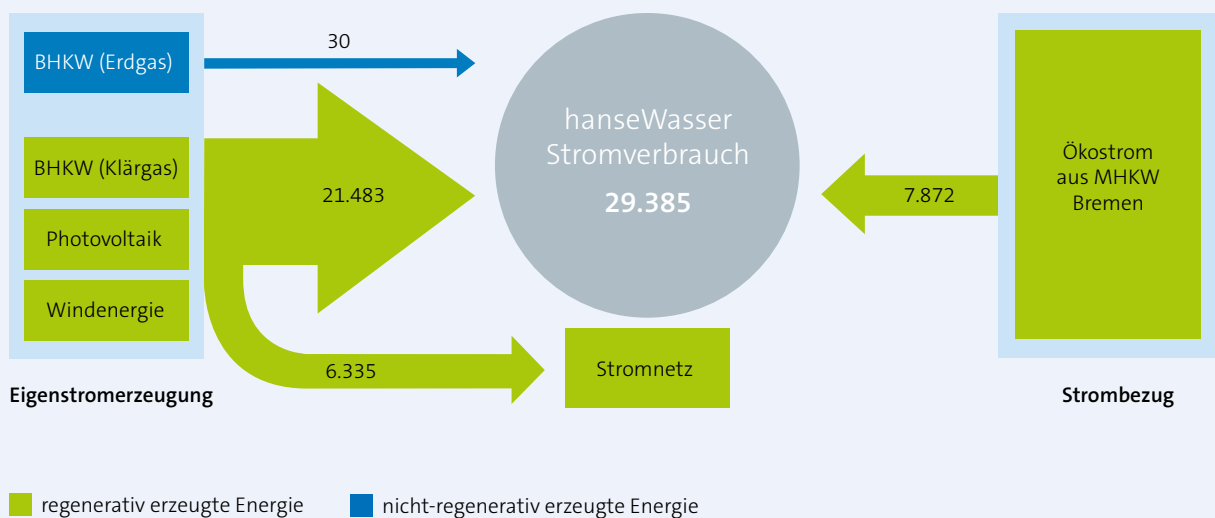 BHKW (Erdgas)
30
BHKW (Klärgas)
Photovoltaik
Windenergie
21.483
6.335
Eigenstromerzeugung
hanseWasser
Stromverbrauch
29.385
Stromnetz
7.872
Ökostrom
aus MHKW
Bremen
Strombezug
regenerativ erzeugte Energie
nicht-regenerativ erzeugte Energie